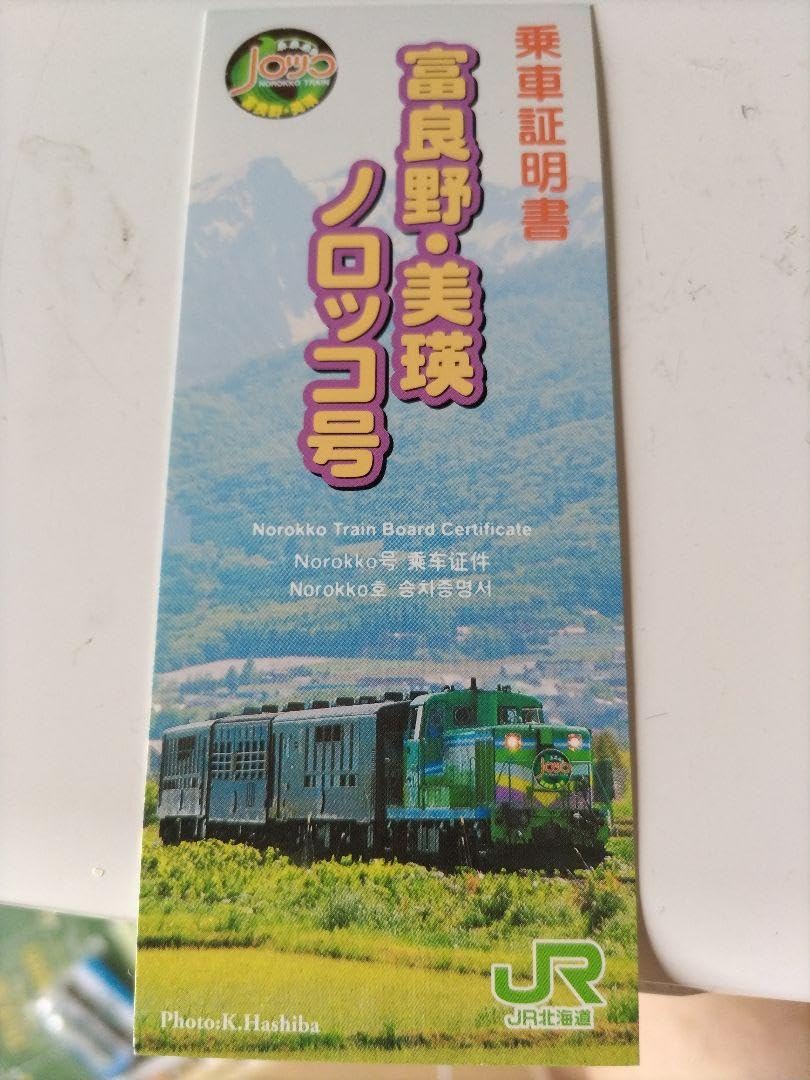 乗車証明書
富良野・美瑛
ノロッコ号
NOROKKO TRAIN
Norokko Train Board Certificate
Norokko号 乘车证件
Norokko호 승차증명서
JR
JR北海道
Photo:K.Hashiba